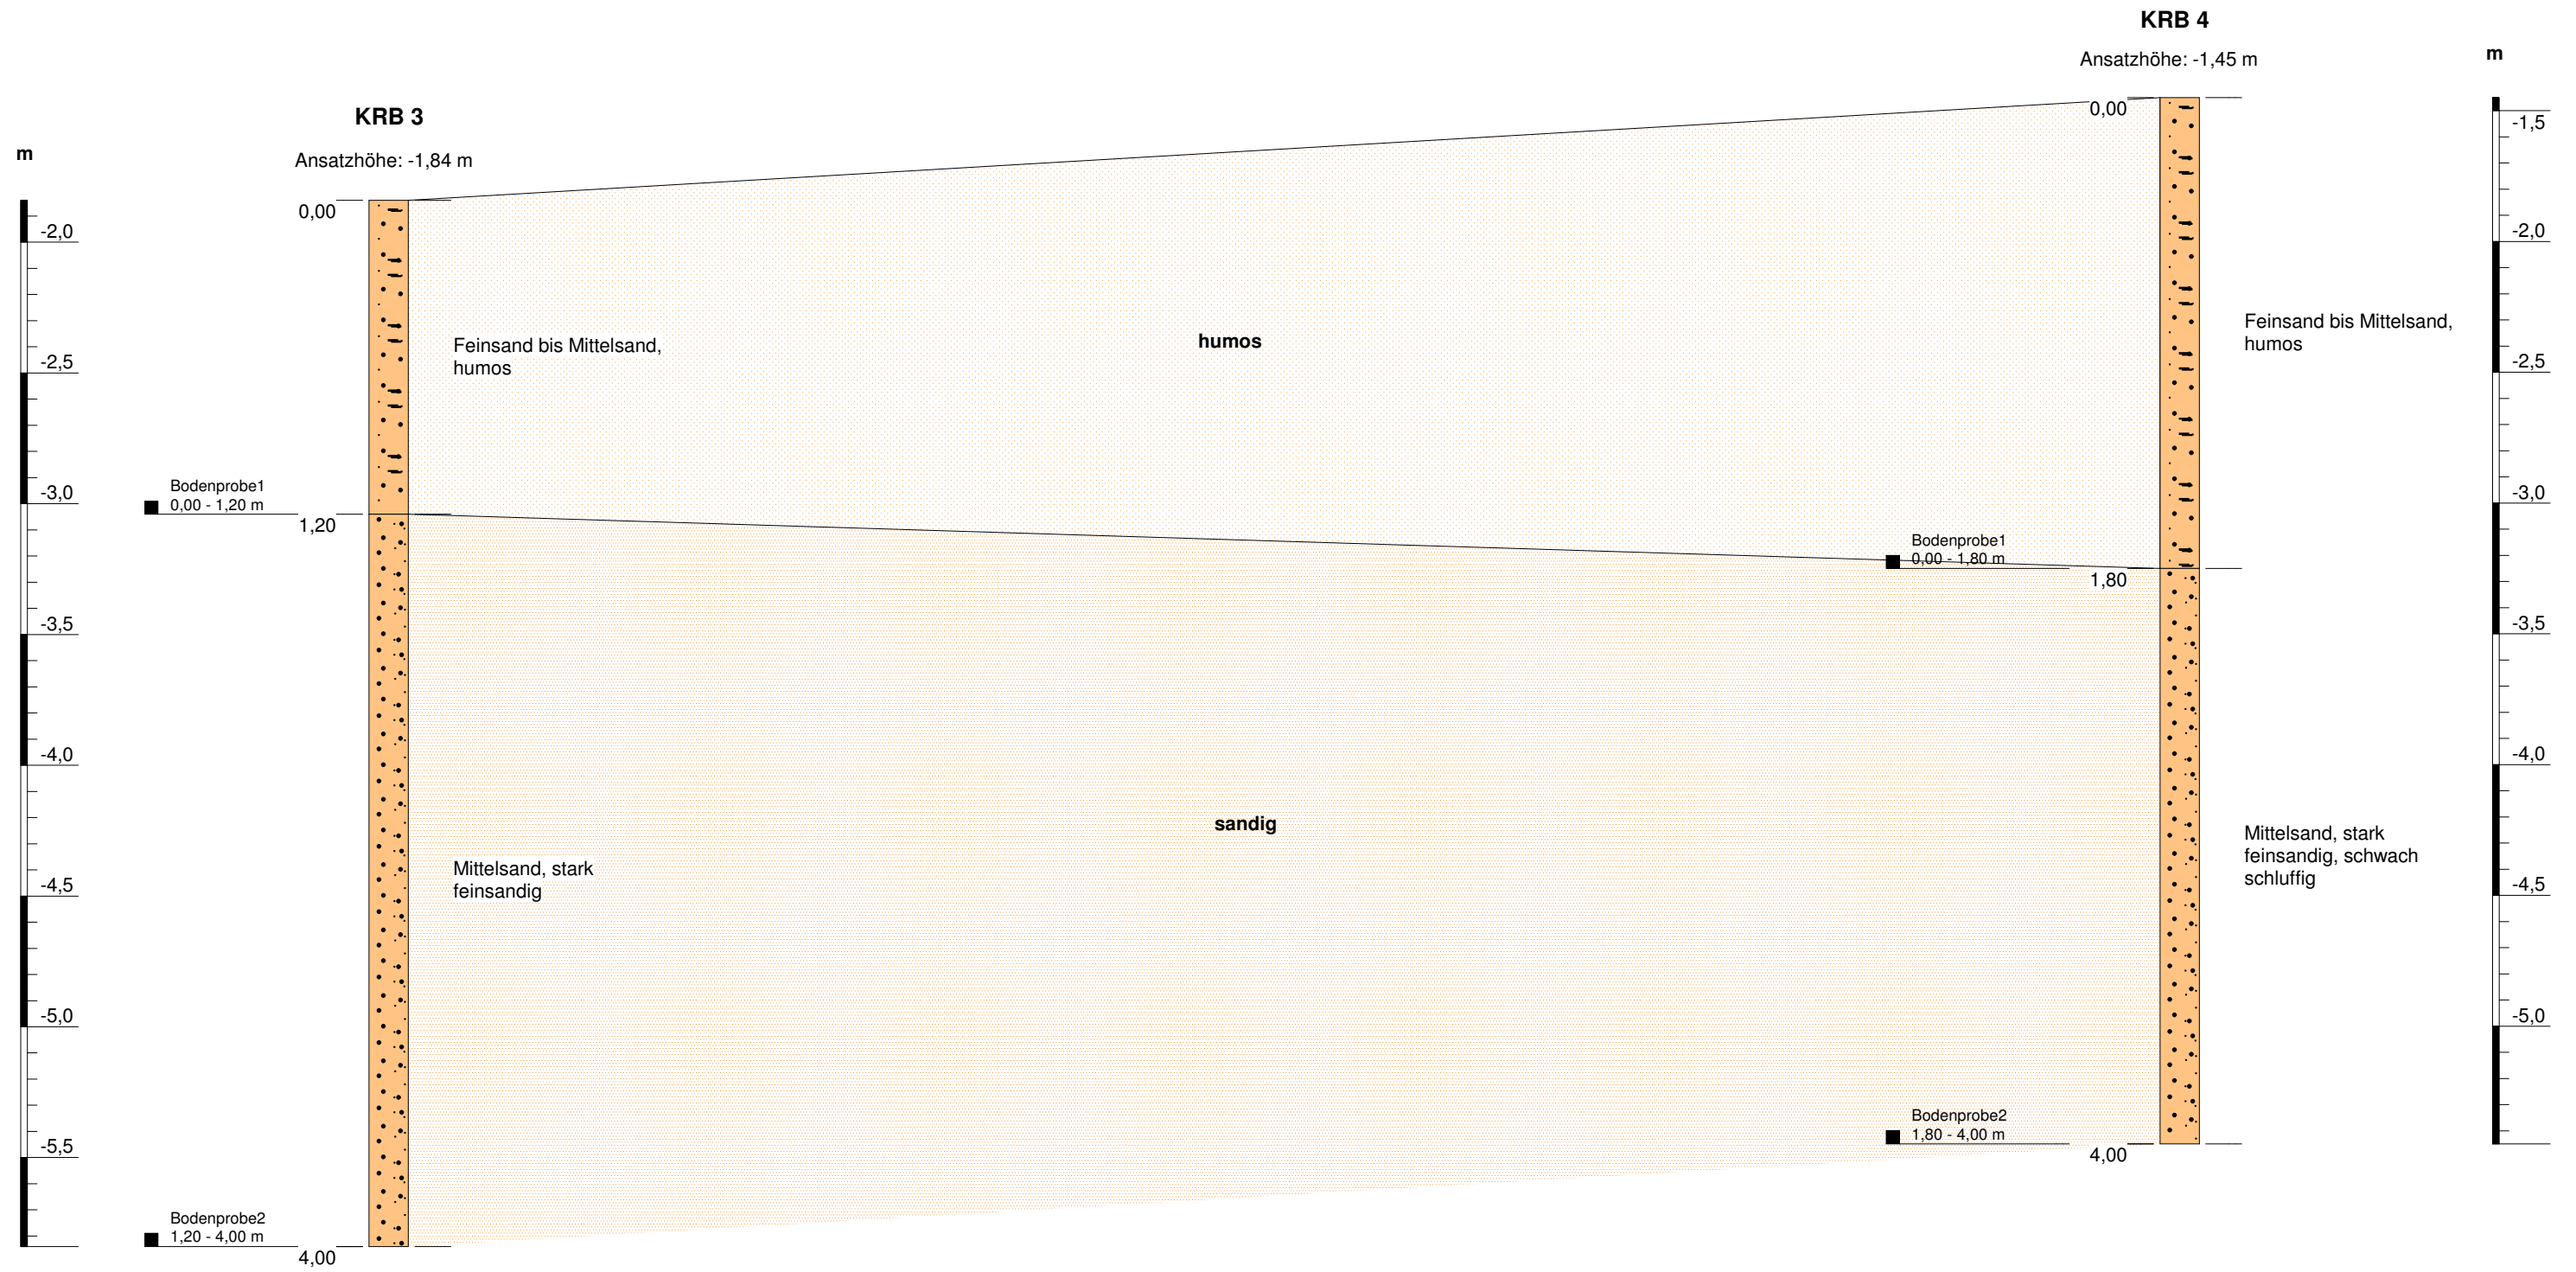 KRB 4
Ansatzhöhe: -1,45 m
m
KRB 3
Ansatzhöhe: -1,84 m
m
0,00
-2,0
-2,5
-3,0
-3,5
-4,0
-4,5
-5,0
-5,5
Bodenprobe1
0,00 - 1,20 m
1,20
Bodenprobe2
1,20 - 4,00 m
4,00
Feinsand bis Mittelsand,
humos
Mittelsand, stark
feinsandig
humos
sandig
0,00
Bodenprobe1
0,00 - 1,80 m
1,80
Bodenprobe2
1,80 - 4,00 m
4,00
Feinsand bis Mittelsand,
humos
Mittelsand, stark
feinsandig, schwach
schluffig
-1,5
-2,0
-2,5
-3,0
-3,5
-4,0
-4,5
-5,0